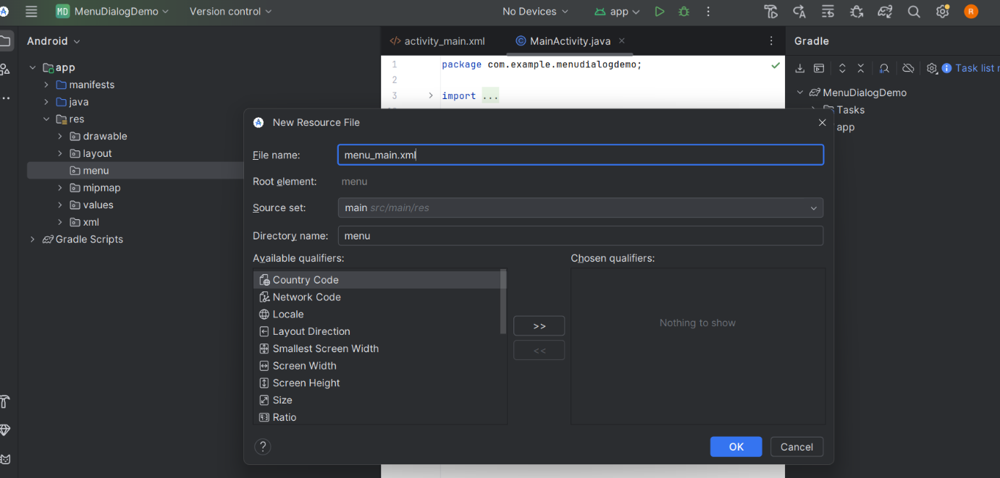 MD MenuDialogDemo Version control No Devices app R
Android
activity_main.xml
MainActivity.java
Gradle
app
manifests
java
res
drawable
layout
menu
mipmap
values
xml
Gradle Scripts
1 package com.example.menudialogdemo;
2
3 import ...
Task list
MenuDialogDemo
Tasks
app
New Resource File
File name: menu_main.xml
Root element: menu
Source set: main src/main/res
Directory name: menu
Available qualifiers:
Chosen qualifiers:
Country Code
Network Code
Locale
Layout Direction
Smallest Screen Width
Screen Width
Screen Height
Size
Ratio
>>
<<
Nothing to show
?
OK
Cancel